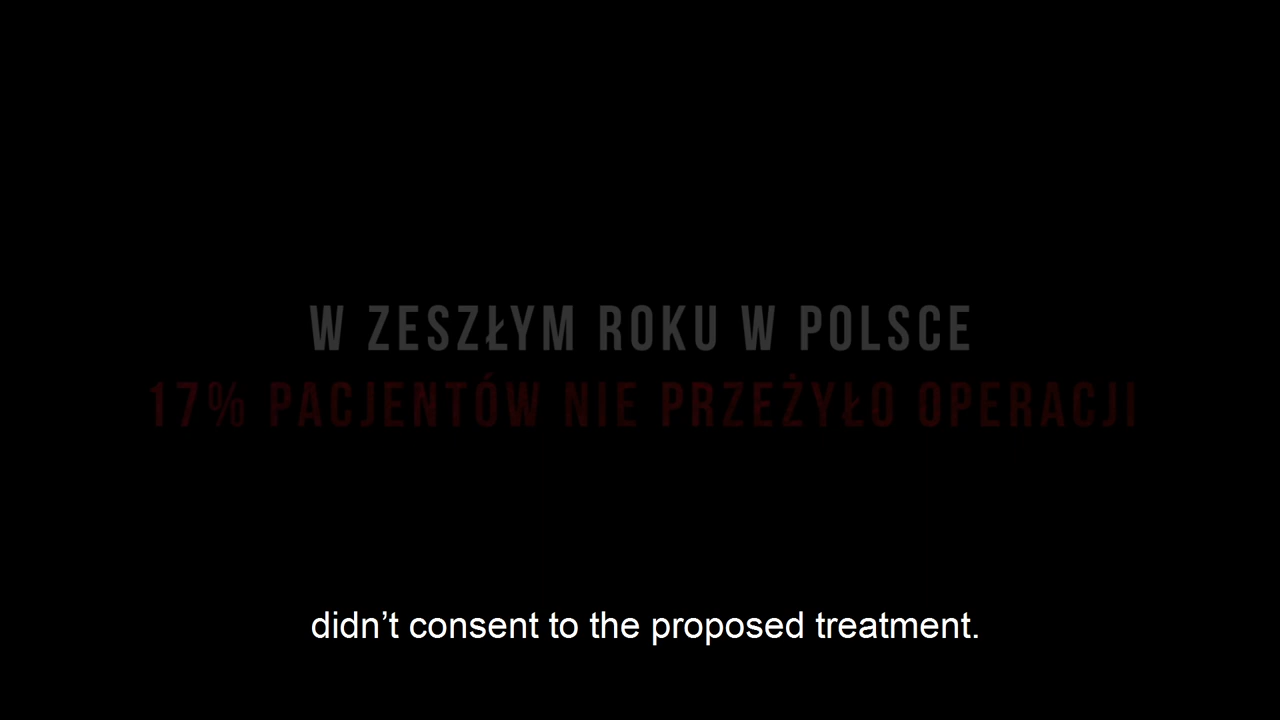 W ZESZŁYM ROKU W POLSCE
17% PACJENTÓW NIE PRZEŻYŁO OPERACJI
didn’t consent to the proposed treatment.